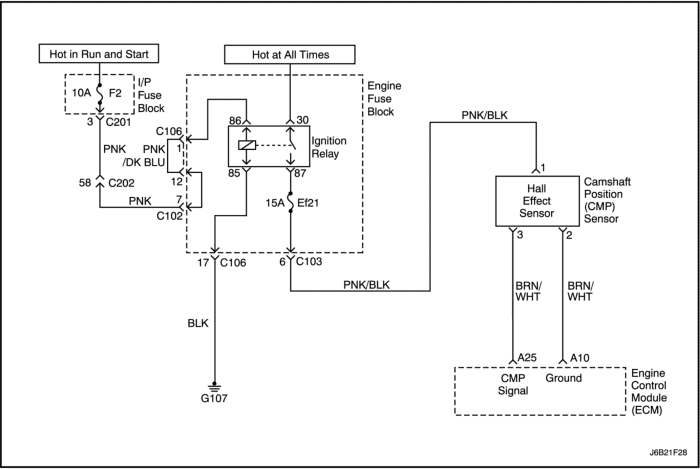 Hot in Run and Start
Hot at All Times
I/P
Fuse
Block
10A F2
3 C201
PNK
58 C202
PNK
C106
1
PNK
/DK BLU
12
7
C102
Engine
Fuse
Block
86 30
Ignition
Relay
85 87
15A Ef21
17 C106
6 C103
BLK
G107
PNK/BLK
PNK/BLK
1
Hall
Effect
Sensor
Camshaft
Position
(CMP)
Sensor
3 2
BRN/
WHT
BRN/
WHT
A25 A10
CMP
Signal
Ground
Engine
Control
Module
(ECM)
J6B21F28